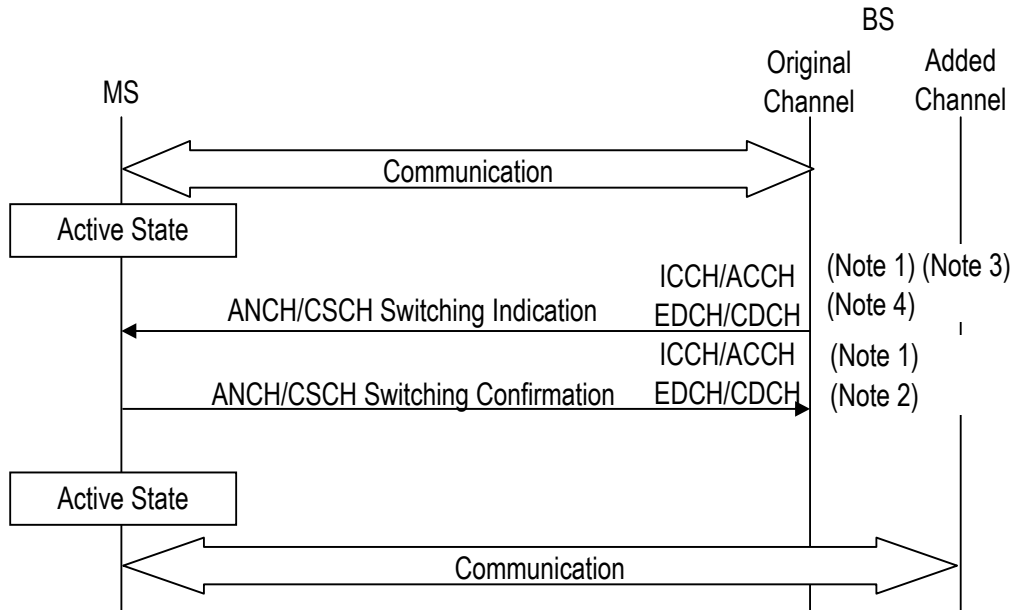 BS
MS
Original
Channel
Added
Channel
Communication
Active State
ICCH/ACCH
(Note 1) (Note 3)
ANCH/CSCH Switching Indication
EDCH/CDCH
(Note 4)
ICCH/ACCH
(Note 1)
ANCH/CSCH Switching Confirmation
EDCH/CDCH
(Note 2)
Active State
Communication